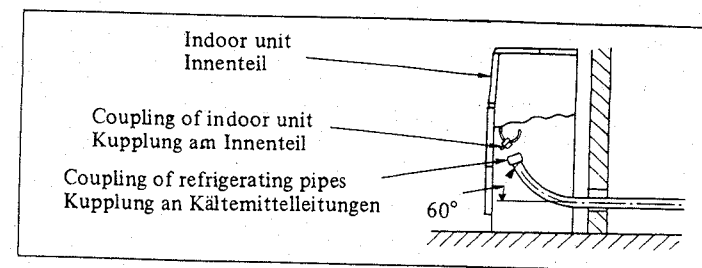 Indoor unit
Innenteil
Coupling of indoor unit
Kupplung am Innenteil
Coupling of refrigerating pipes
Kupplung an Kältemittelleitungen
60°